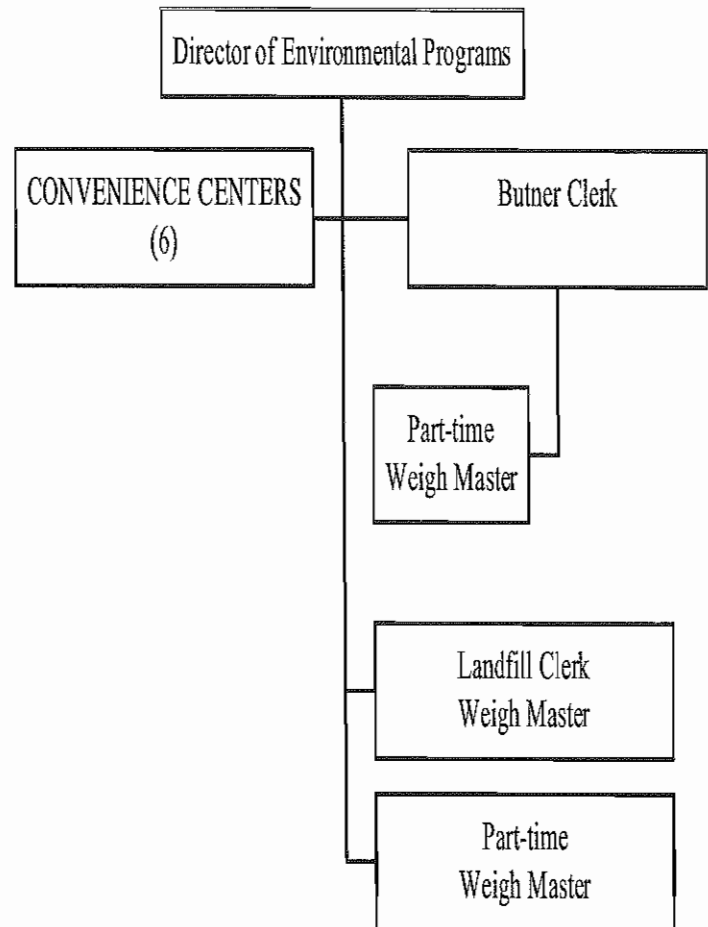 Director of Environmental Programs
CONVENIENCE CENTERS
(6)
Butner Clerk
Part-time
Weigh Master
Landfill Clerk
Weigh Master
Part-time
Weigh Master